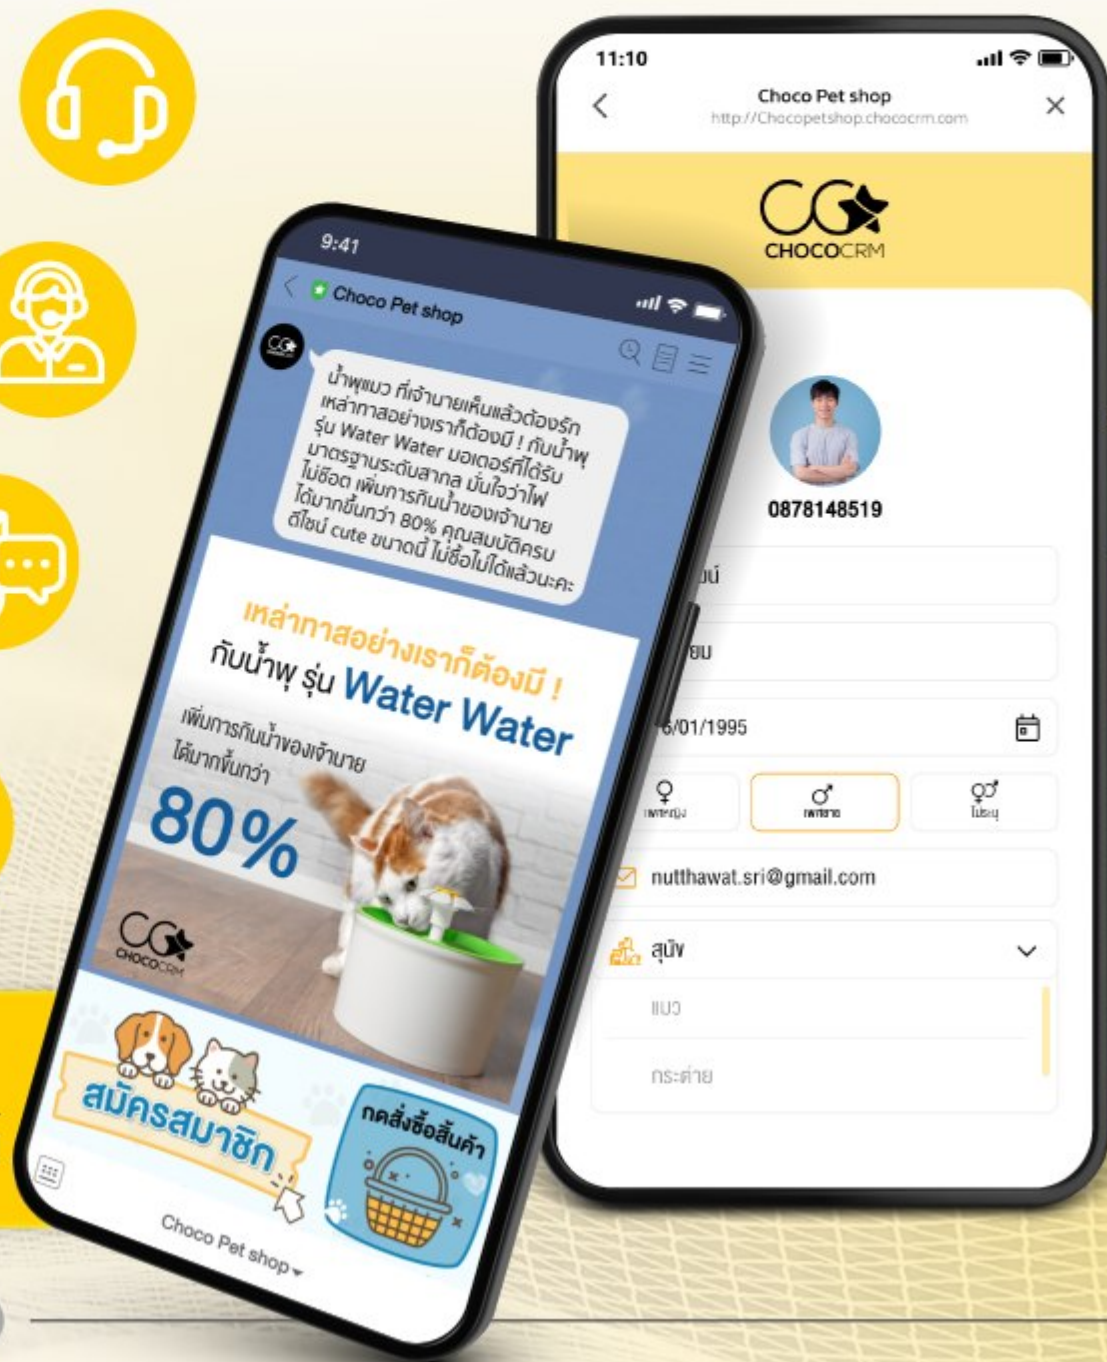 11:10
Choco Pet shop
http://Chocopetshop.chococrm.com
CHOCOCRM
0878148519
6/01/1995
เพศหญิง
เพศชาย
ไม่ระบุ
nutthawat.sri@gmail.com
สุนัข
แมว
กระต่าย
9:41
Choco Pet shop
น้ำพุแมว ที่เจ้านายเห็นแล้วต้องรัก
เหล่าทาสอย่างเราก็ต้องมี ! กับน้ำพุ
รุ่น Water Water มอเตอร์ที่ได้รับ
มาตรฐานระดับสากล มั่นใจว่าไฟ
ไม่ช๊อต เพิ่มการกินน้ำของเจ้านาย
ได้มากขึ้นกว่า 80% คุณสมบัติครบ
ดีไซน์ cute ขนาดนี้ ไม่ซื้อไม่ได้แล้วนะคะ
เหล่าทาสอย่างเราก็ต้องมี !
กับน้ำพุ รุ่น Water Water
เพิ่มการกินน้ำของเจ้านาย
ได้มากขึ้นกว่า
80%
CHOCOCRM
สมัครสมาชิก
กดสั่งซื้อสินค้า
Choco Pet shop